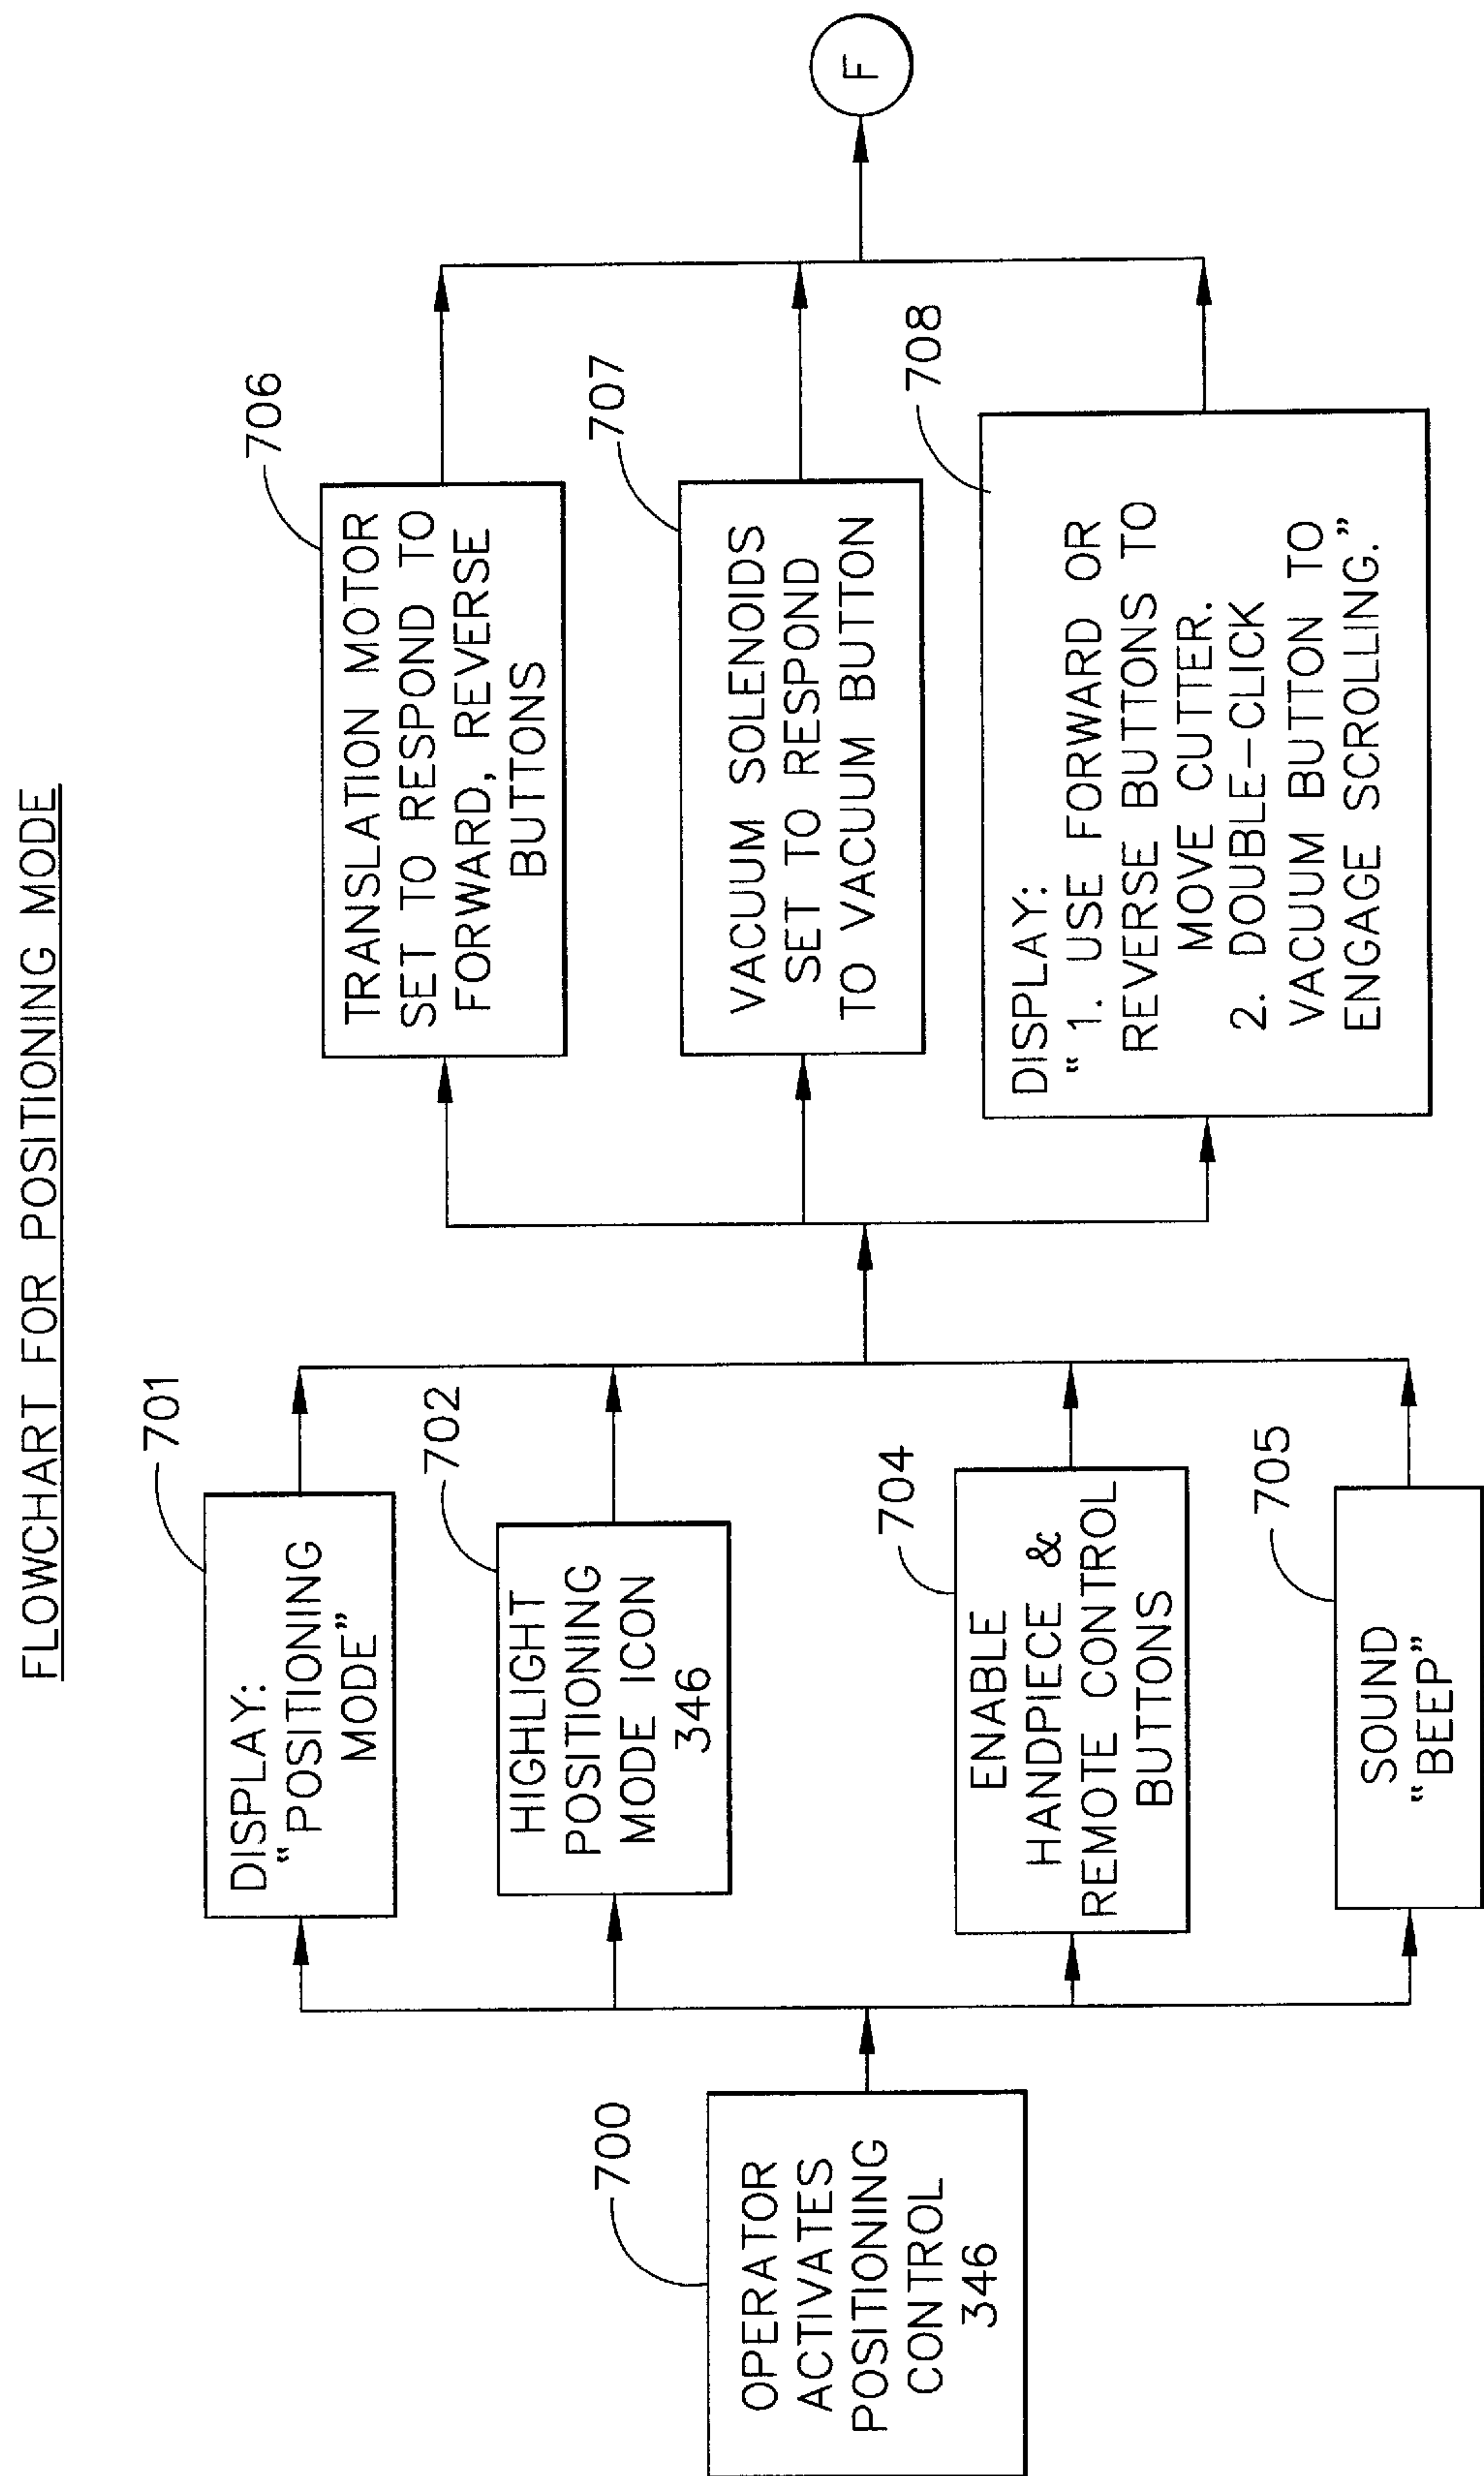 FLOWCHART FOR POSITIONING MODE
700
OPERATOR
ACTIVATES
POSITIONING
CONTROL
346
701
DISPLAY:
“POSITIONING
MODE”
702
HIGHLIGHT
POSITIONING
MODE ICON
346
704
ENABLE
HANDPIECE &
REMOTE CONTROL
BUTTONS
705
SOUND
“BEEP”
706
TRANSLATION MOTOR
SET TO RESPOND TO
FORWARD, REVERSE
BUTTONS
707
VACUUM SOLENOIDS
SET TO RESPOND
TO VACUUM BUTTON
708
DISPLAY:
“ 1. USE FORWARD OR
REVERSE BUTTONS TO
MOVE CUTTER.
2. DOUBLE–CLICK
VACUUM BUTTON TO
ENGAGE SCROLLING.”
F